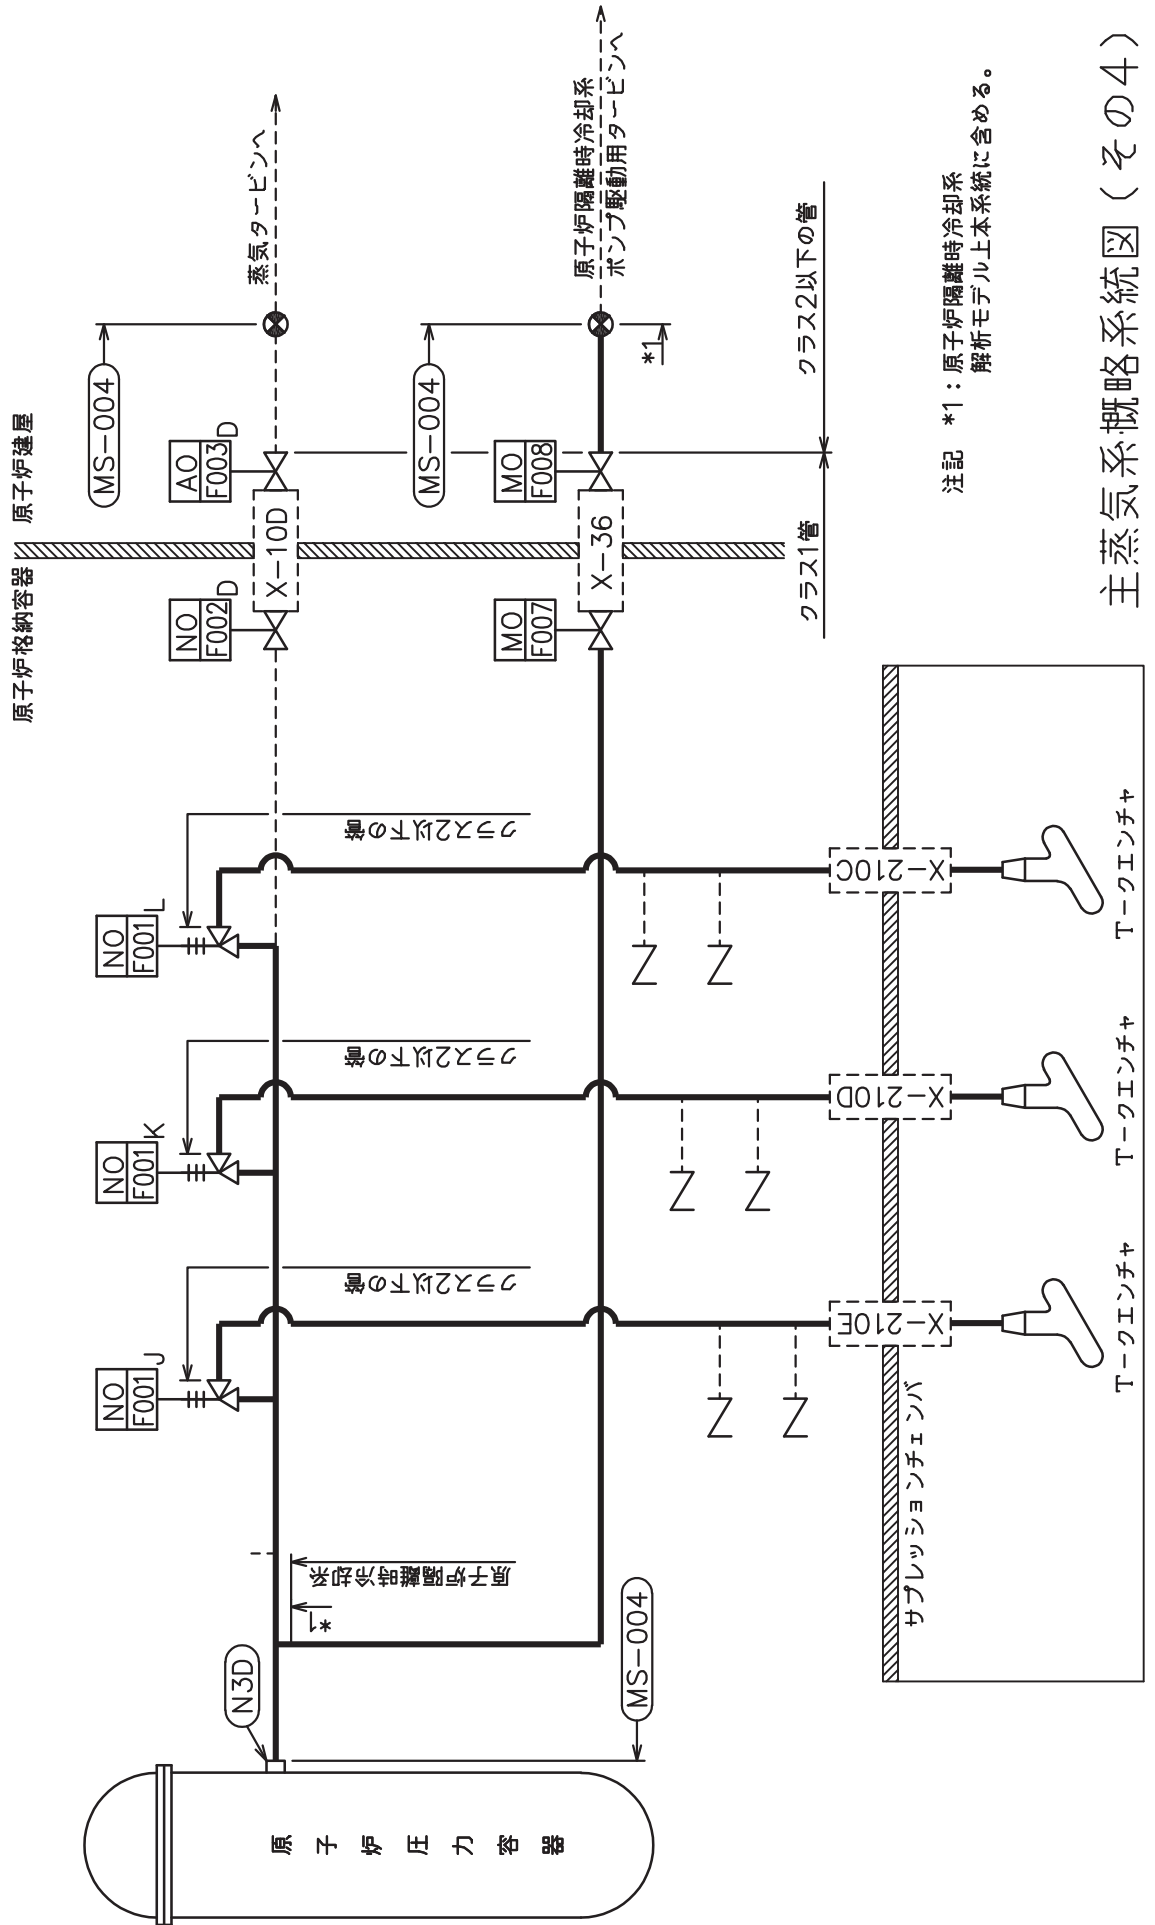 原子炉格納容器
原子炉建屋
MS-004
NO
F002
D
AO
F003
D
X-10D
蒸気タービンへ
MS-004
MO
F007
MO
F008
X-36
原子炉隔離時冷却系
ポンプ駆動用タービンへ
*1
クラス1管
クラス2以下の管
NO
F001
J
NO
F001
K
NO
F001
L
クラス2以下の管
クラス2以下の管
クラス2以下の管
N3D
*1
原子炉隔離時冷却系
MS-004
原子炉圧力容器
X-210E
X-210D
X-210C
サプレッションチェンバ
T-クエンチャ
T-クエンチャ
T-クエンチャ
注記 *1:原子炉隔離時冷却系
解析モデル上本系統に含める。
主蒸気系概略系統図(その4)